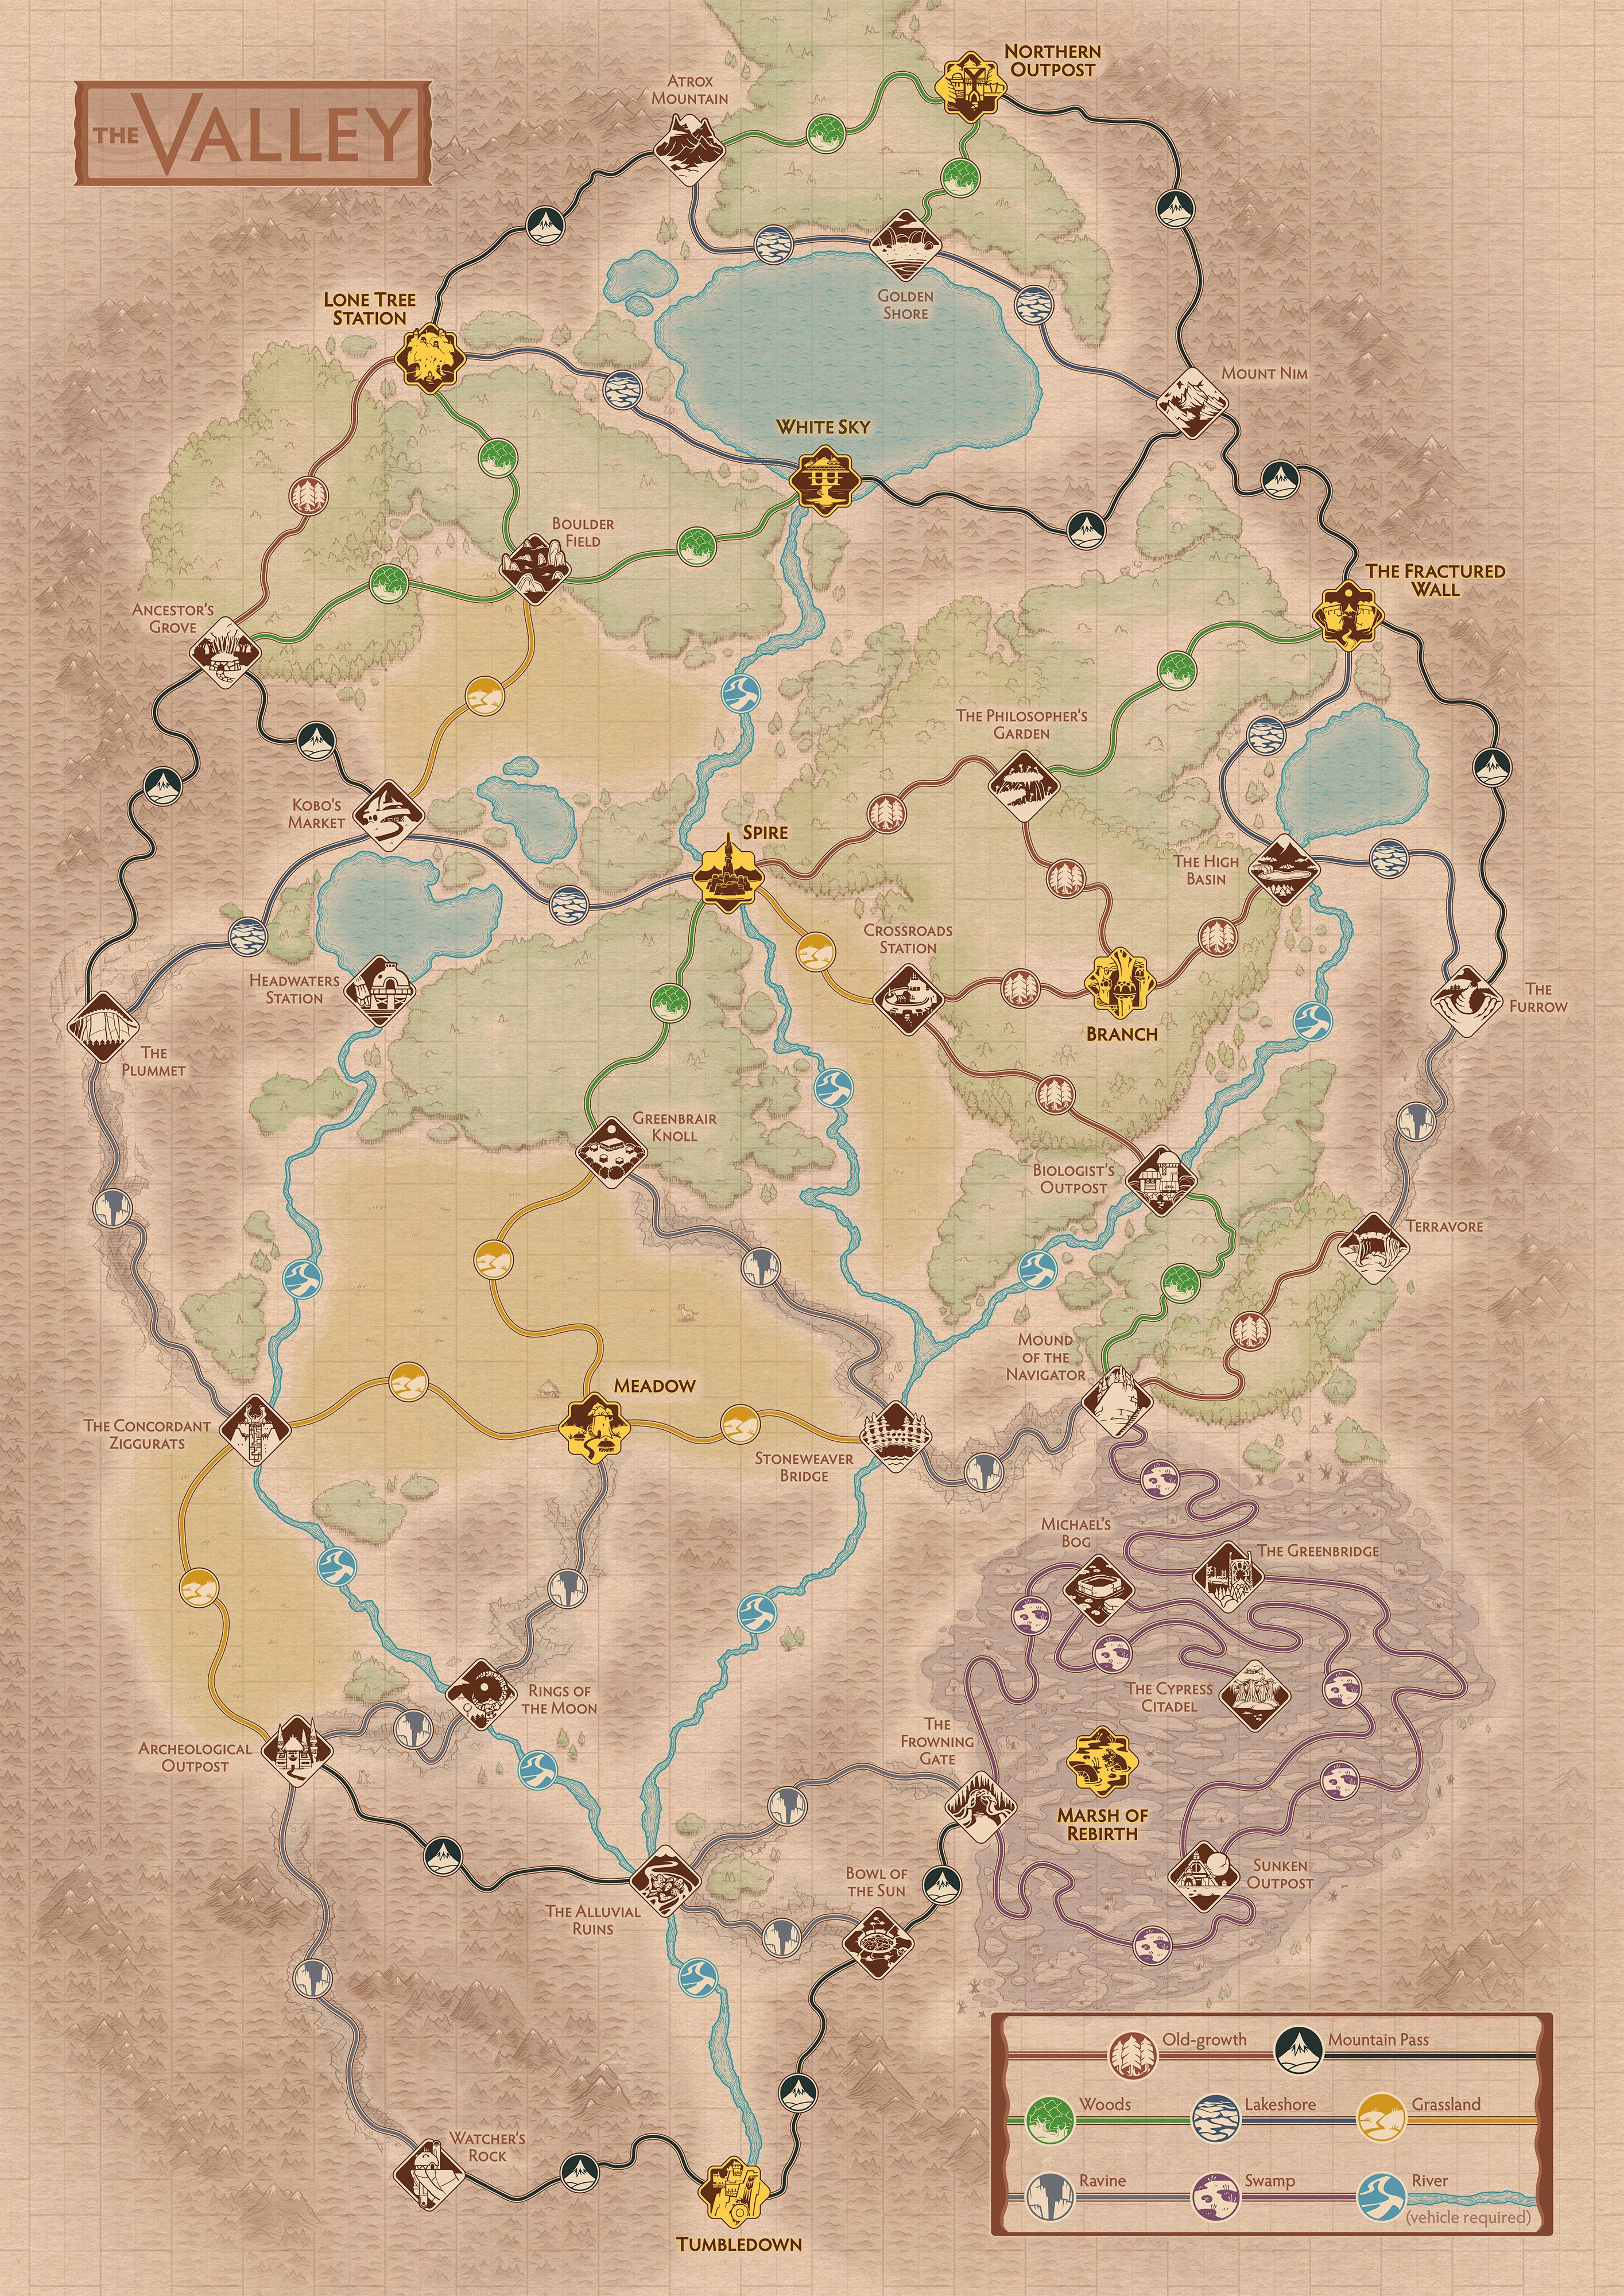 THE VALLEY
NORTHERN
OUTPOST
ATROX
MOUNTAIN
LONE TREE
STATION
GOLDEN
SHORE
MOUNT NIM
WHITE SKY
BOULDER
FIELD
THE FRACTURED
WALL
ANCESTOR'S
GROVE
THE PHILOSOPHER'S
GARDEN
KOBO'S
MARKET
SPIRE
THE HIGH
BASIN
CROSSROADS
STATION
HEADWATERS
STATION
THE
FURROW
BRANCH
THE
PLUMMET
GREENBRAIR
KNOLL
BIOLOGIST'S
OUTPOST
TERRAVORE
MOUND
OF THE
NAVIGATOR
MEADOW
THE CONCORDANT
ZIGGURATS
STONEWEAVER
BRIDGE
MICHAEL'S
BOG
THE GREENBRIDGE
RINGS OF
THE MOON
THE CYPRESS
CITADEL
THE
FROWNING
GATE
ARCHEOLOGICAL
OUTPOST
MARSH OF
REBIRTH
BOWL OF
THE SUN
SUNKEN
OUTPOST
THE ALLUVIAL
RUINS
WATCHER'S
ROCK
TUMBLEDOWN
Old-growth
Mountain Pass
Woods
Lakeshore
Grassland
Ravine
Swamp
River
(vehicle required)